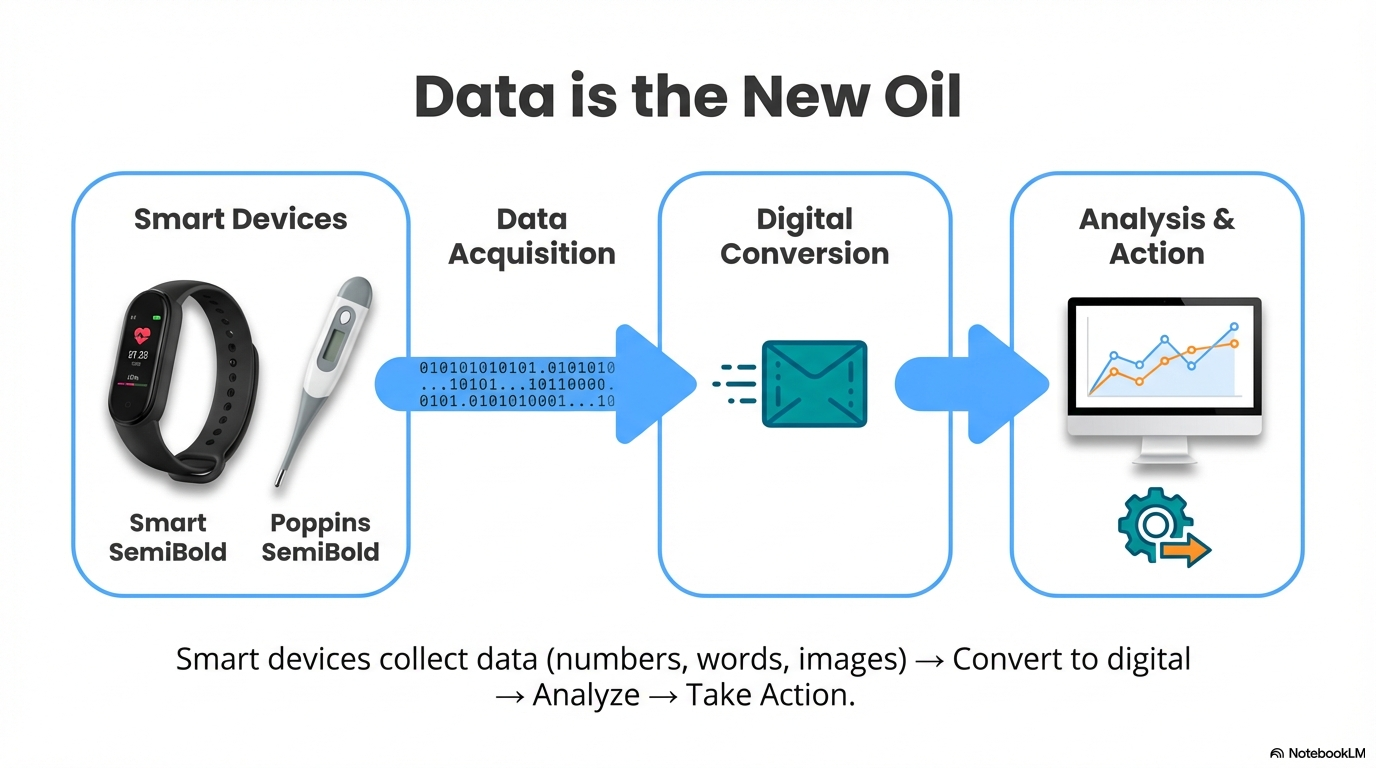 Data is the New Oil
Smart Devices
Data
Acquisition
Digital
Conversion
Analysis &
Action
010101010101.0101010
...10101...10110000.
0101.0101010001...10
Smart
SemiBold
Poppins
SemiBold
Smart devices collect data (numbers, words, images) → Convert to digital
→ Analyze → Take Action.
NotebookLM